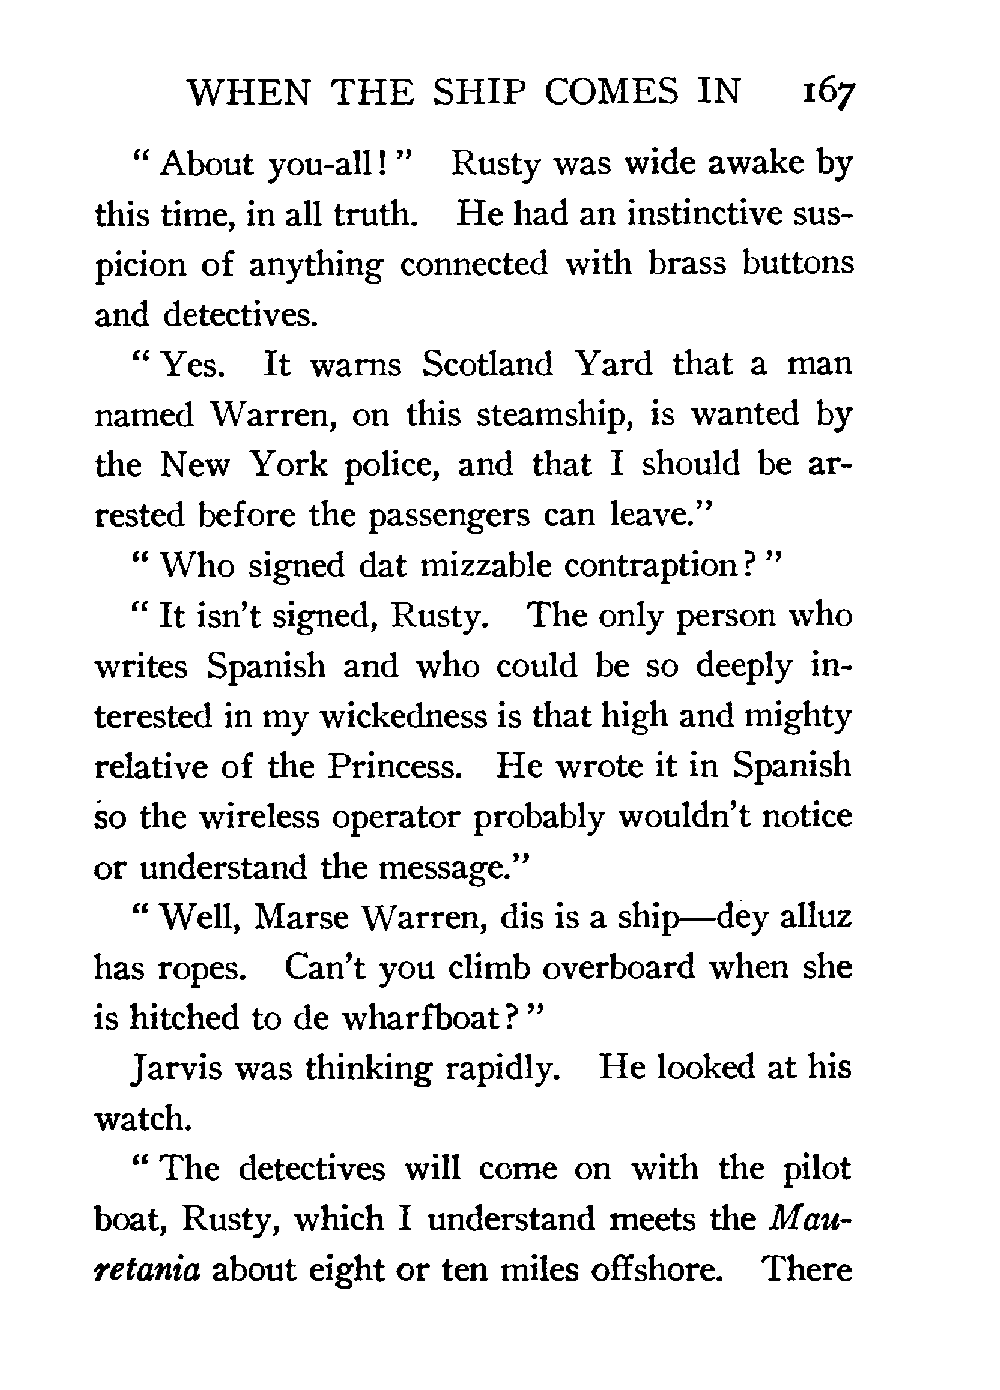 WHEN THE SHIP COMES IN 167
“ About you-all! ” Rusty was wide awake by
this time, in all truth. He had an instinctive sus-
picion of anything connected with brass buttons
and detectives.
“ Yes. It warns Scotland Yard that a man
named Warren, on this steamship, is wanted by
the New York police, and that I should be ar-
rested before the passengers can leave.”
“ Who signed dat mizzable contraption? ”
“ It isn’t signed, Rusty. The only person who
writes Spanish and who could be so deeply in-
terested in my wickedness is that high and mighty
relative of the Princess. He wrote it in Spanish
so the wireless operator probably wouldn’t notice
or understand the message.”
“ Well, Marse Warren, dis is a ship—dey alluz
has ropes. Can’t you climb overboard when she
is hitched to de wharfboat? ”
Jarvis was thinking rapidly. He looked at his
watch.
“ The detectives will come on with the pilot
boat, Rusty, which I understand meets the Mau-
retania about eight or ten miles offshore. There